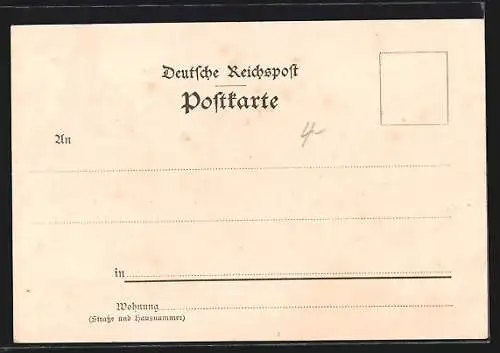 Deutsche Reichspost
Postkarte
4
An
in
Wohnung
(Straße und Hausnummer)